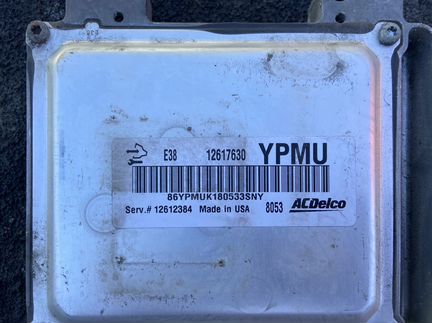 E38 12617630 YPMU
86YPMUK180533SNY
Serv.# 12612384 Made in USA 8053 ACDelco